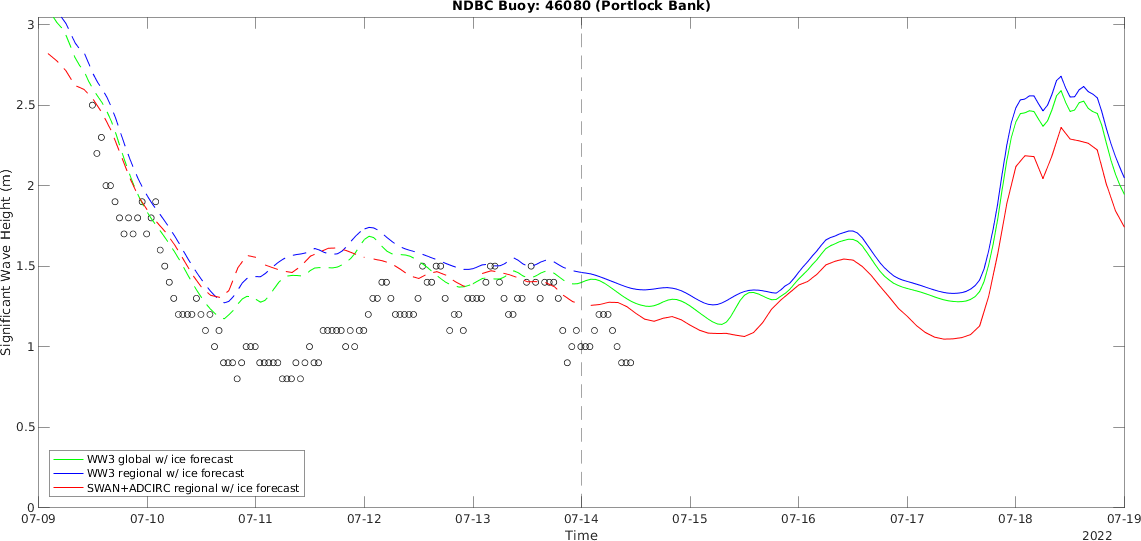 NDBC Buoy: 46080 (Portlock Bank)
3
2.5
2
1.5
1
0.5
0
Significant Wave Height (m)
WW3 global w/ ice forecast
WW3 regional w/ ice forecast
SWAN+ADCIRC regional w/ ice forecast
07-09 07-10 07-11 07-12 07-13 07-14 07-15 07-16 07-17 07-18 07-19
Time
2022